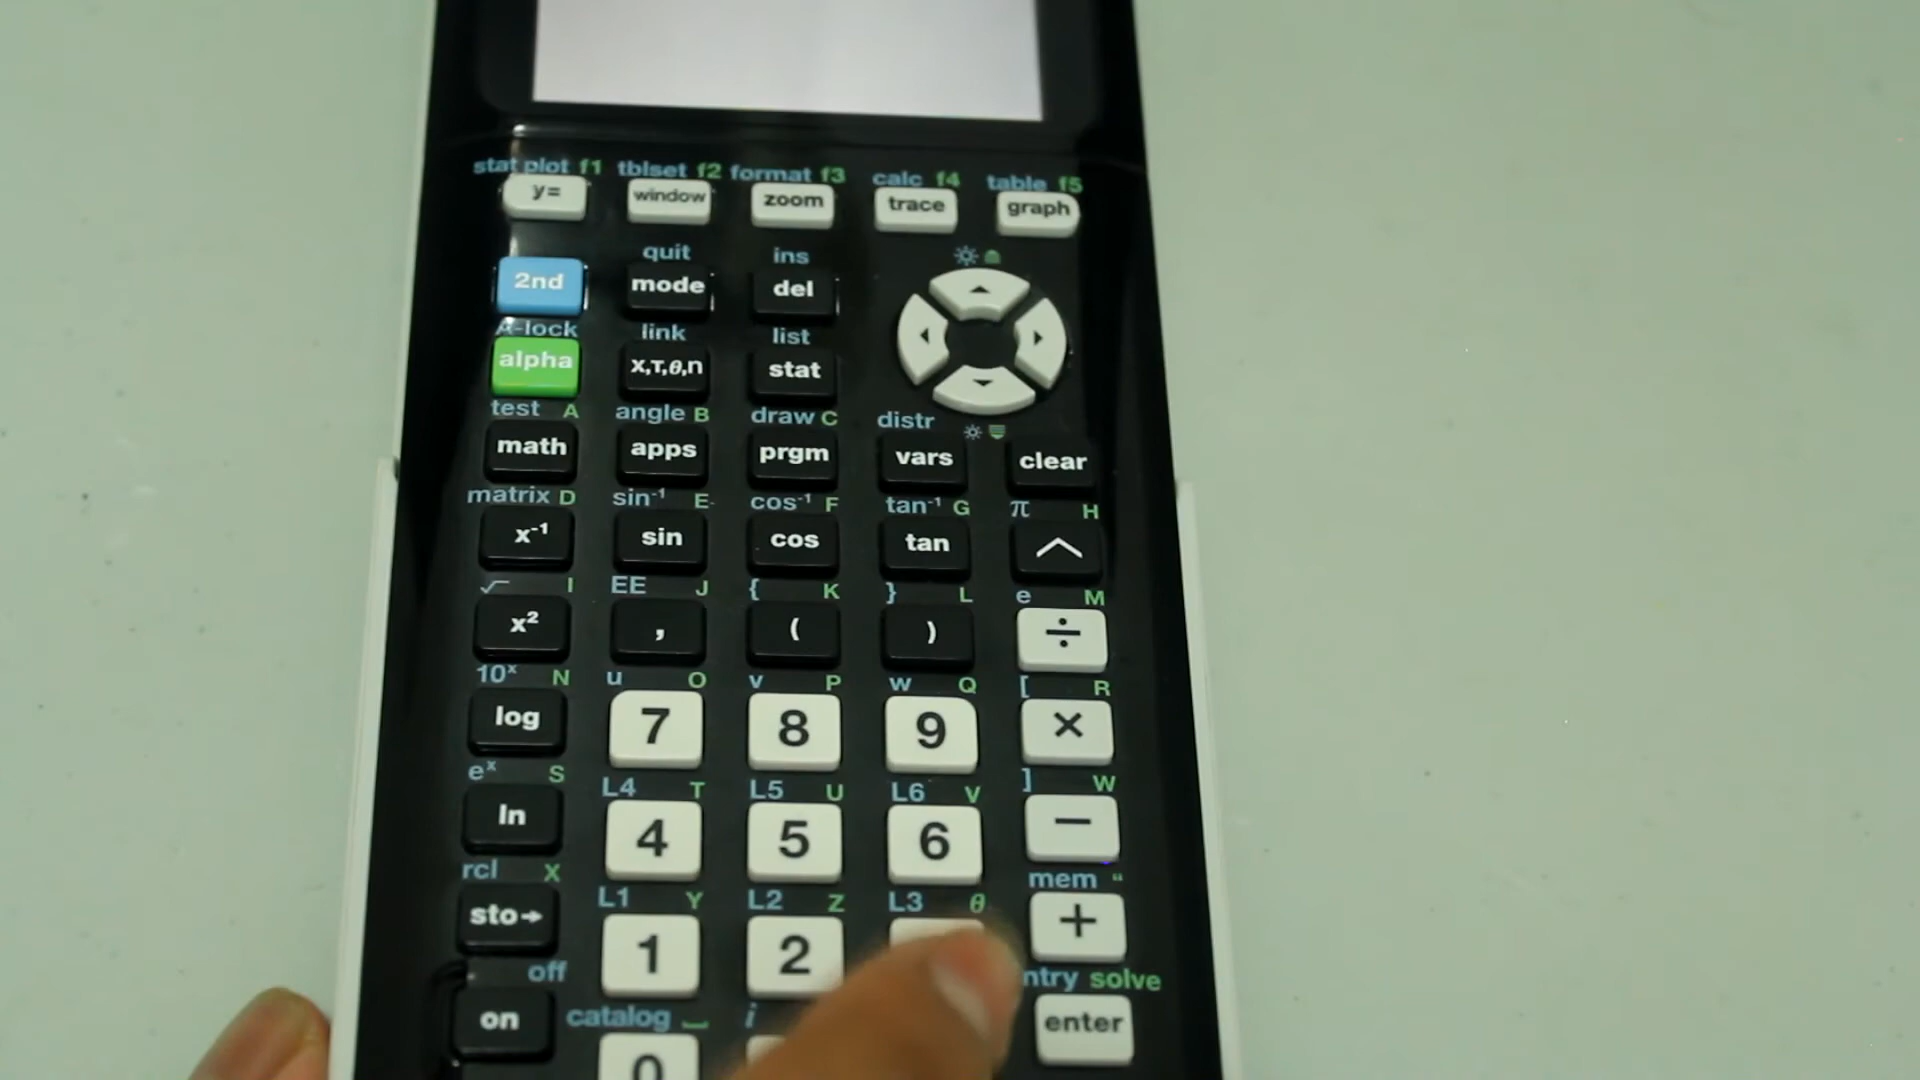 stat plot f1 tblset f2 format f3 calc f4 table f5
y= window zoom trace graph
quit ins
2nd mode del
A-lock link list
alpha X,T,θ,n stat
test A angle B draw C distr
math apps prgm vars clear
matrix D sin⁻¹ E cos⁻¹ F tan⁻¹ G π H
x⁻¹ sin cos tan ^
√ I EE J { K } L e M
x² , ( ) ÷
10ˣ N u O v P w Q [ R
log 7 8 9 ×
eˣ S L4 T L5 U L6 V ] W
ln 4 5 6 −
rcl X L1 Y L2 Z L3 θ mem "
sto→ 1 2 +
off ntry solve
on catalog i enter
0